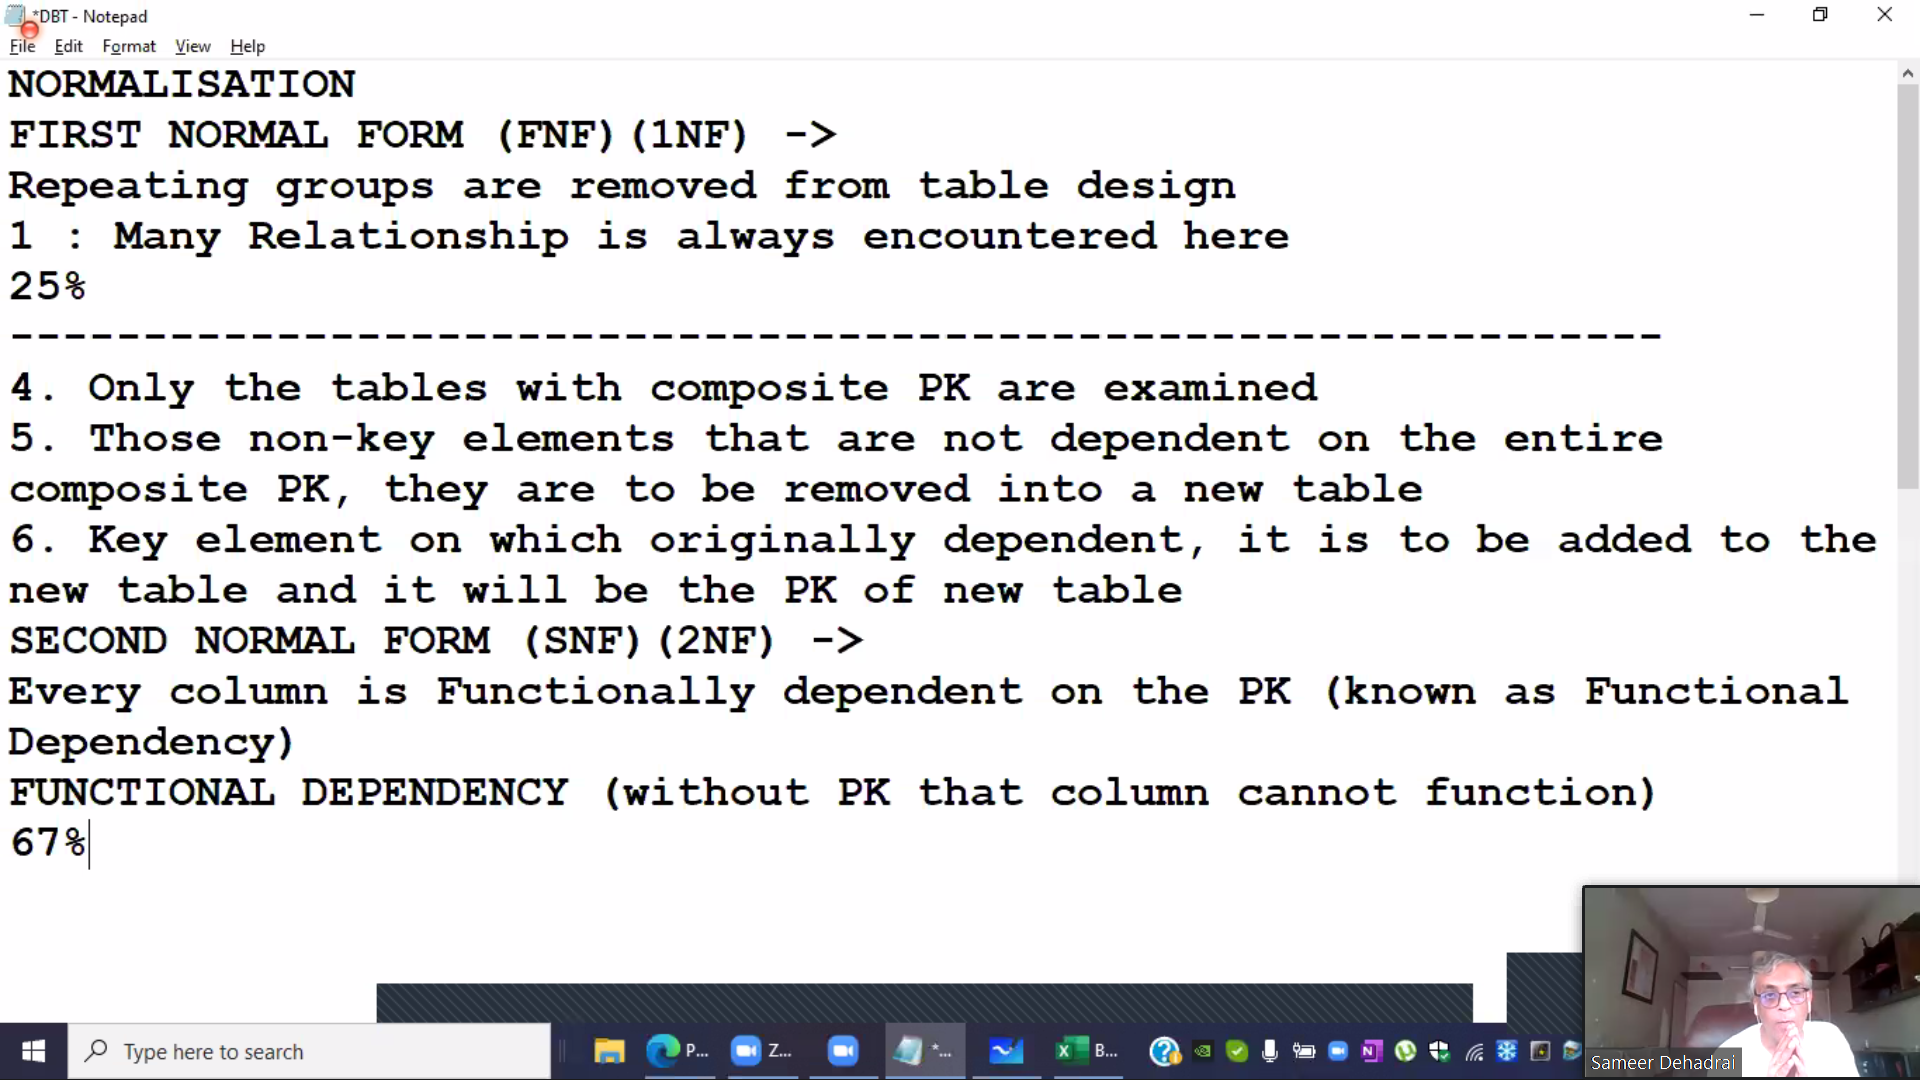 *DBT - Notepad
File Edit Format View Help
NORMALISATION
FIRST NORMAL FORM (FNF)(1NF) ->
Repeating groups are removed from table design
1 : Many Relationship is always encountered here
25%
--------------------------------------------------------------
4. Only the tables with composite PK are examined
5. Those non-key elements that are not dependent on the entire
composite PK, they are to be removed into a new table
6. Key element on which originally dependent, it is to be added to the
new table and it will be the PK of new table
SECOND NORMAL FORM (SNF)(2NF) ->
Every column is Functionally dependent on the PK (known as Functional
Dependency)
FUNCTIONAL DEPENDENCY (without PK that column cannot function)
67%
Type here to search
P...
Z...
*...
B...
Sameer Dehadrai